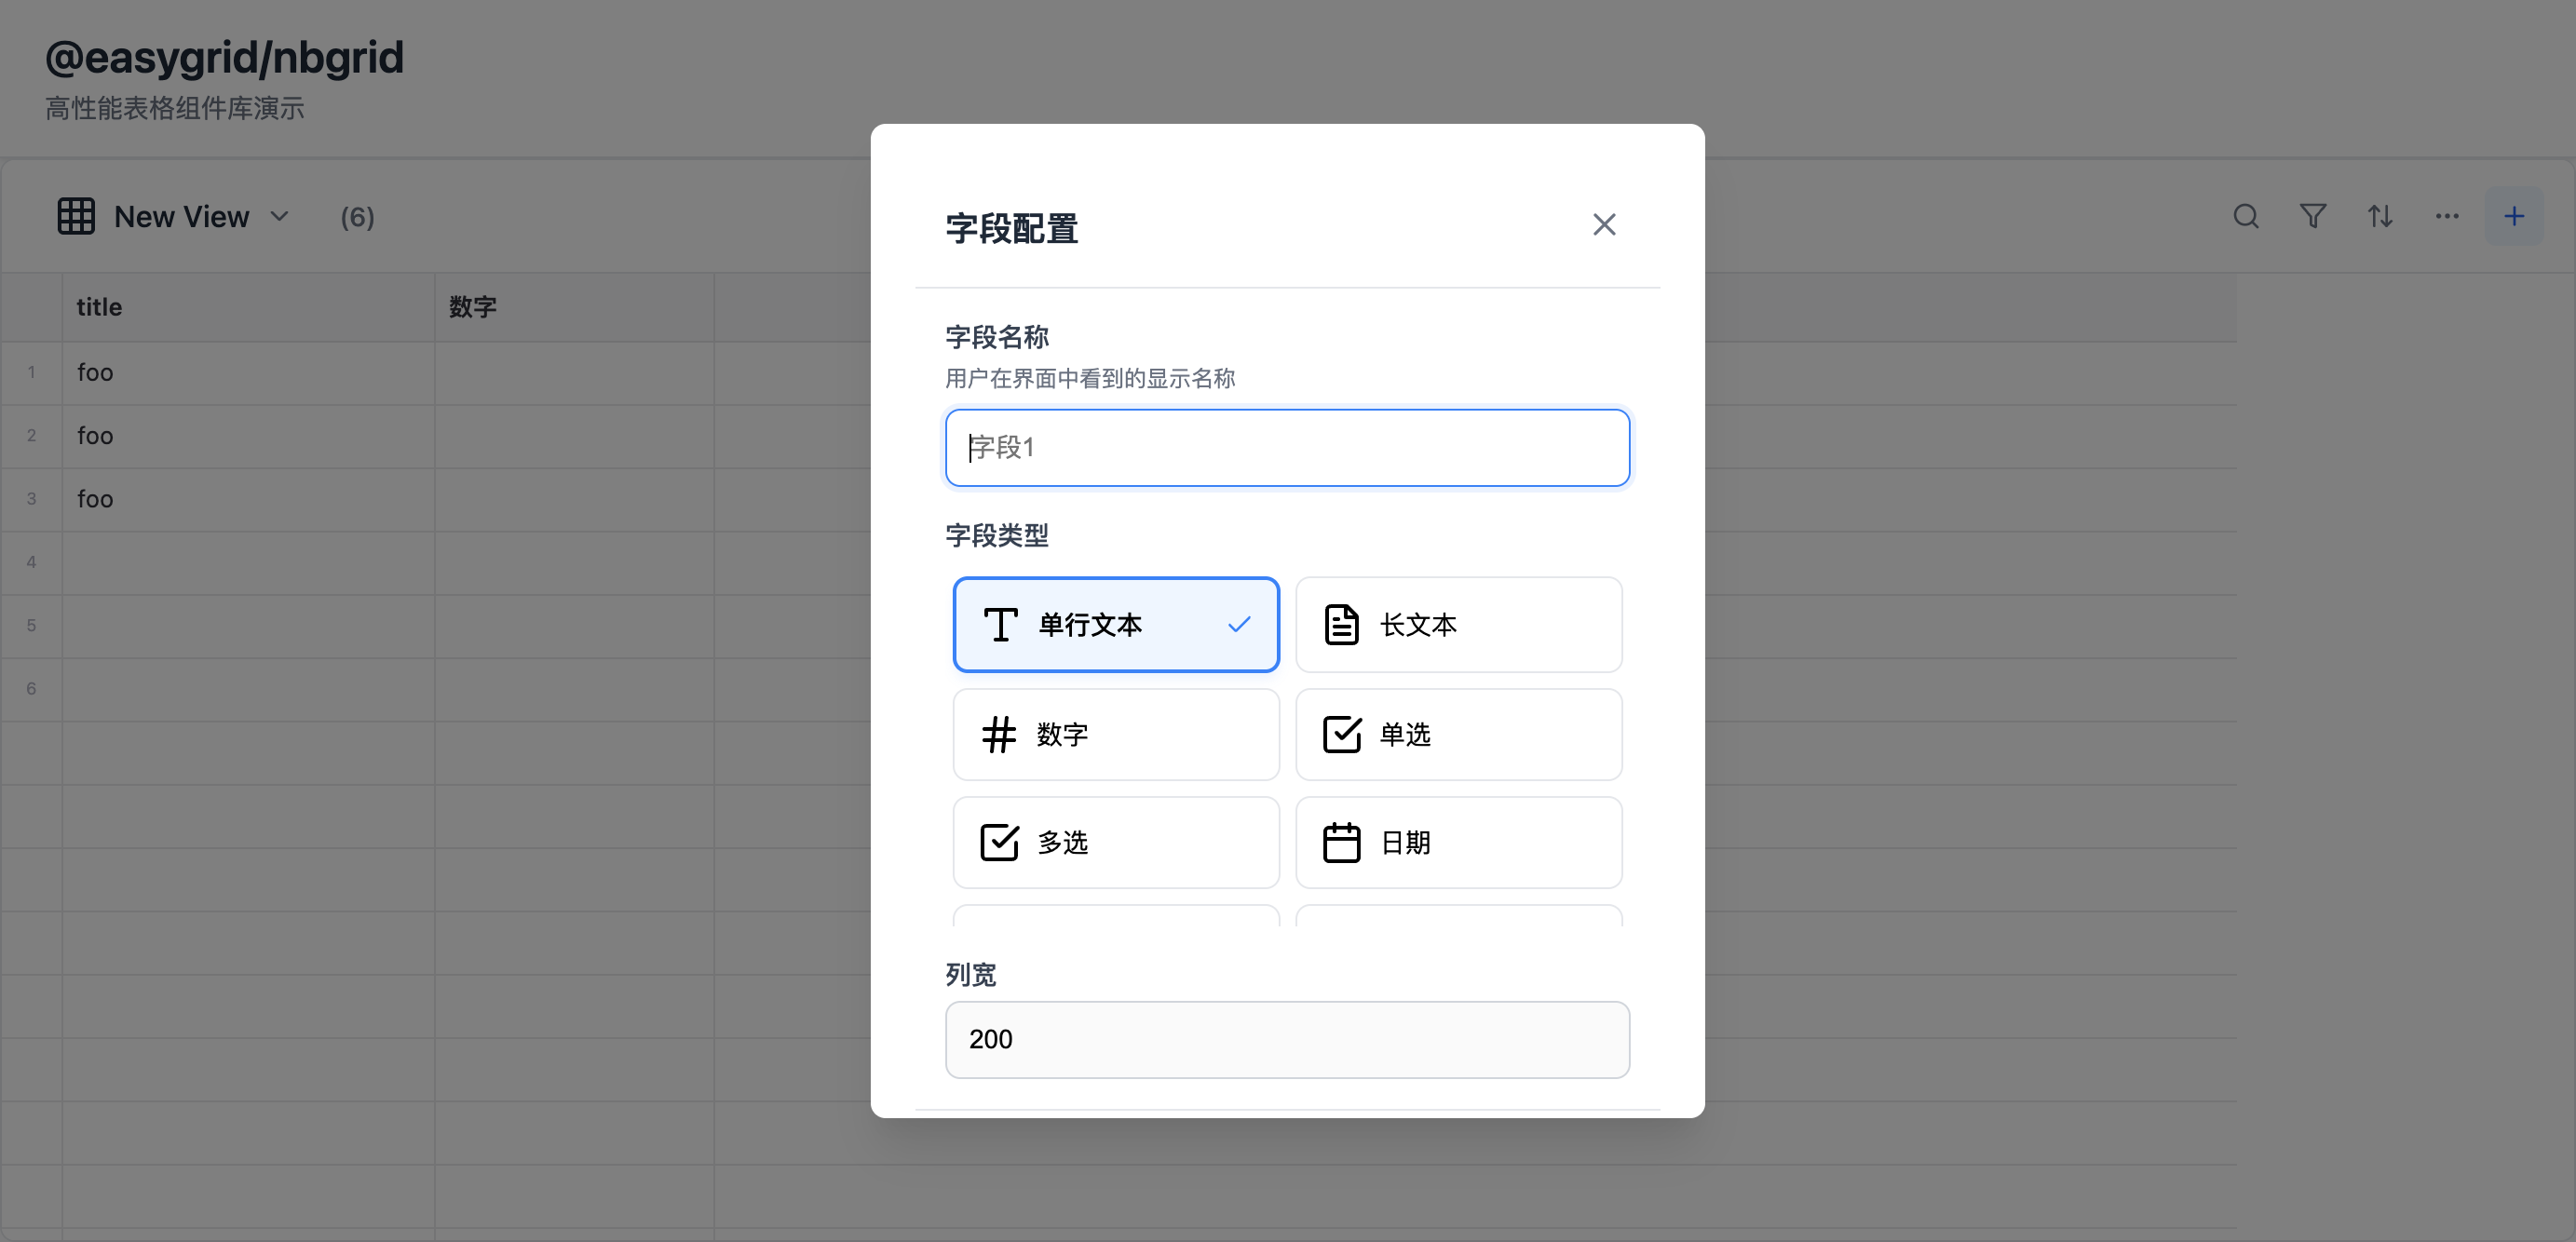 @easygrid/nbgrid
高性能表格组件库演示
New View (6)
title 数字
1 foo
2 foo
3 foo
4
5
6
字段配置
字段名称
用户在界面中看到的显示名称
字段1
字段类型
单行文本 长文本
数字 单选
多选 日期
列宽
200